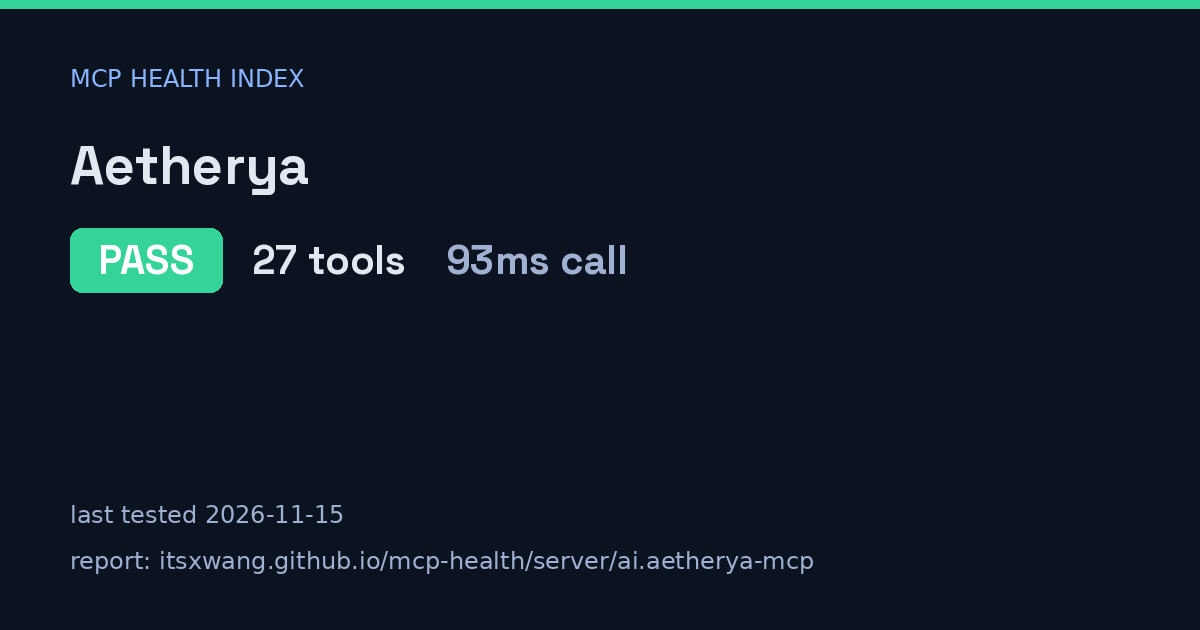 MCP HEALTH INDEX
Aetherya
PASS 27 tools 93ms call
last tested 2026-11-15
report: itsxwang.github.io/mcp-health/server/ai.aetherya-mcp